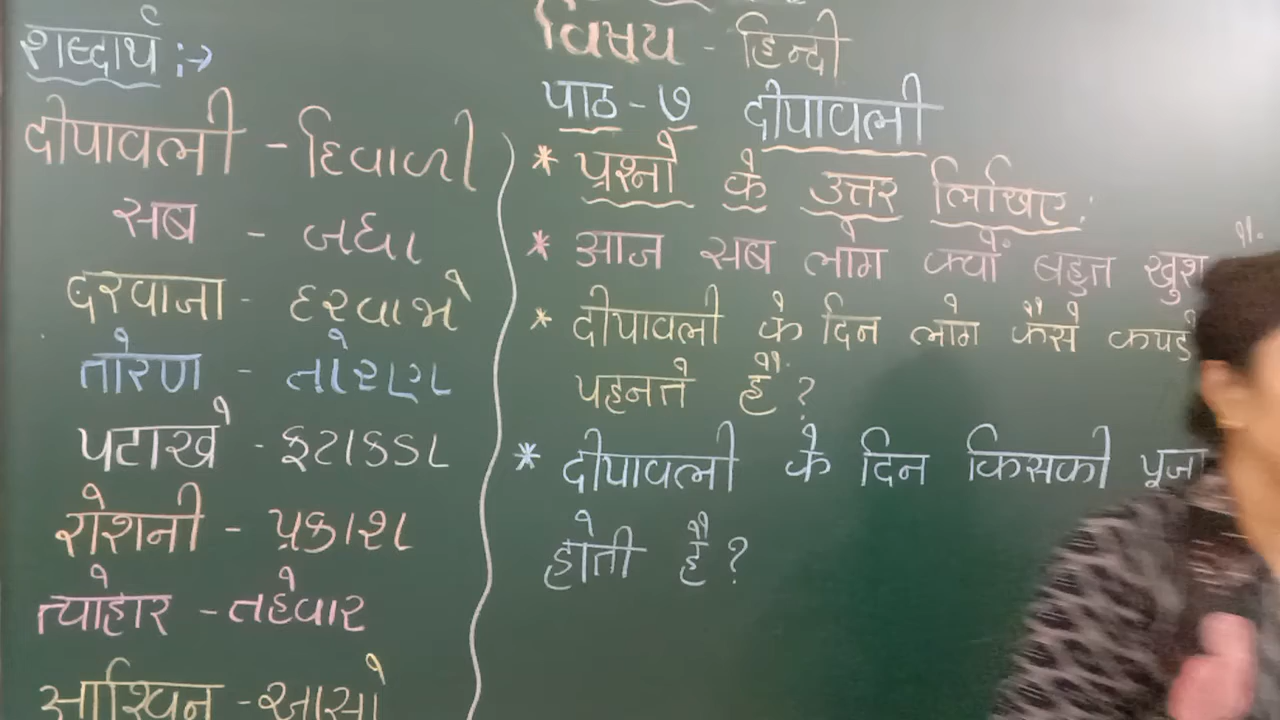 शब्दार्थ :→
दीपावली - દિવાળી
सब - બધા
दरवाजा - દરવાજો
तोरण - તોરણ
पटाखे - ફટાકડા
रोशनी - પ્રકાશ
त्योहार - તહેવાર
आश्विन - આસો
विषय - हिन्दी
पाठ - ७ दीपावली
* प्रश्नों के उत्तर लिखिए:
* आज सब लोग क्यों बहुत खुश
* दीपावली के दिन लोग कैसे कपड़े
पहनते हैं?
* दीपावली के दिन किसकी पूजा
होती है?